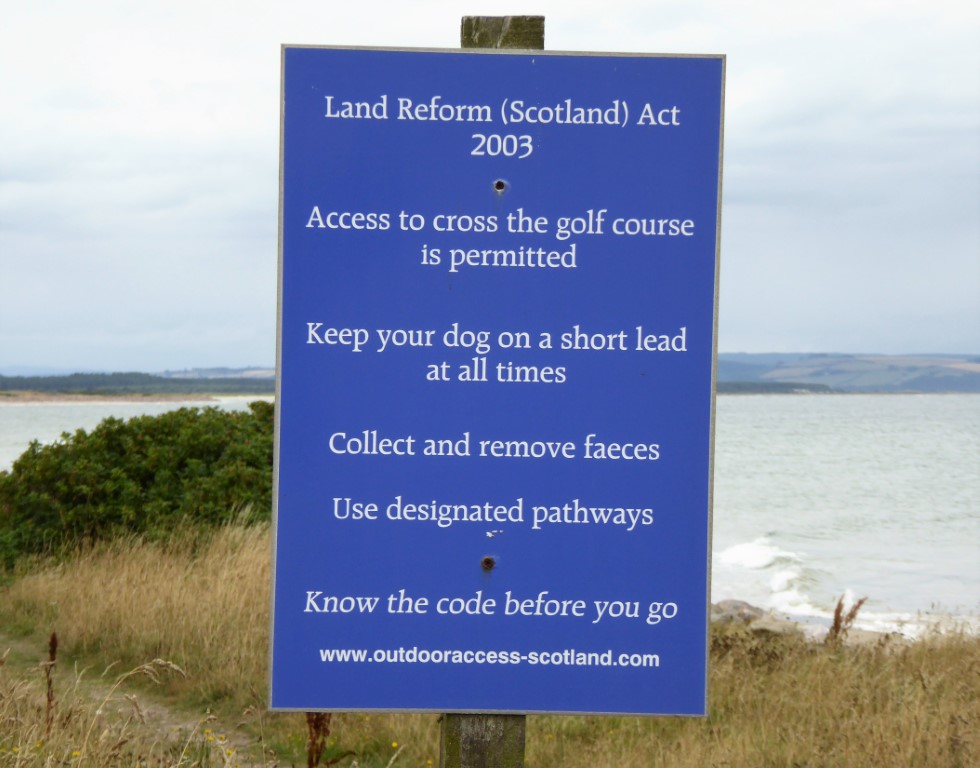 Land Reform (Scotland) Act
2003
Access to cross the golf course
is permitted
Keep your dog on a short lead
at all times
Collect and remove faeces
Use designated pathways
Know the code before you go
www.outdooraccess-scotland.com